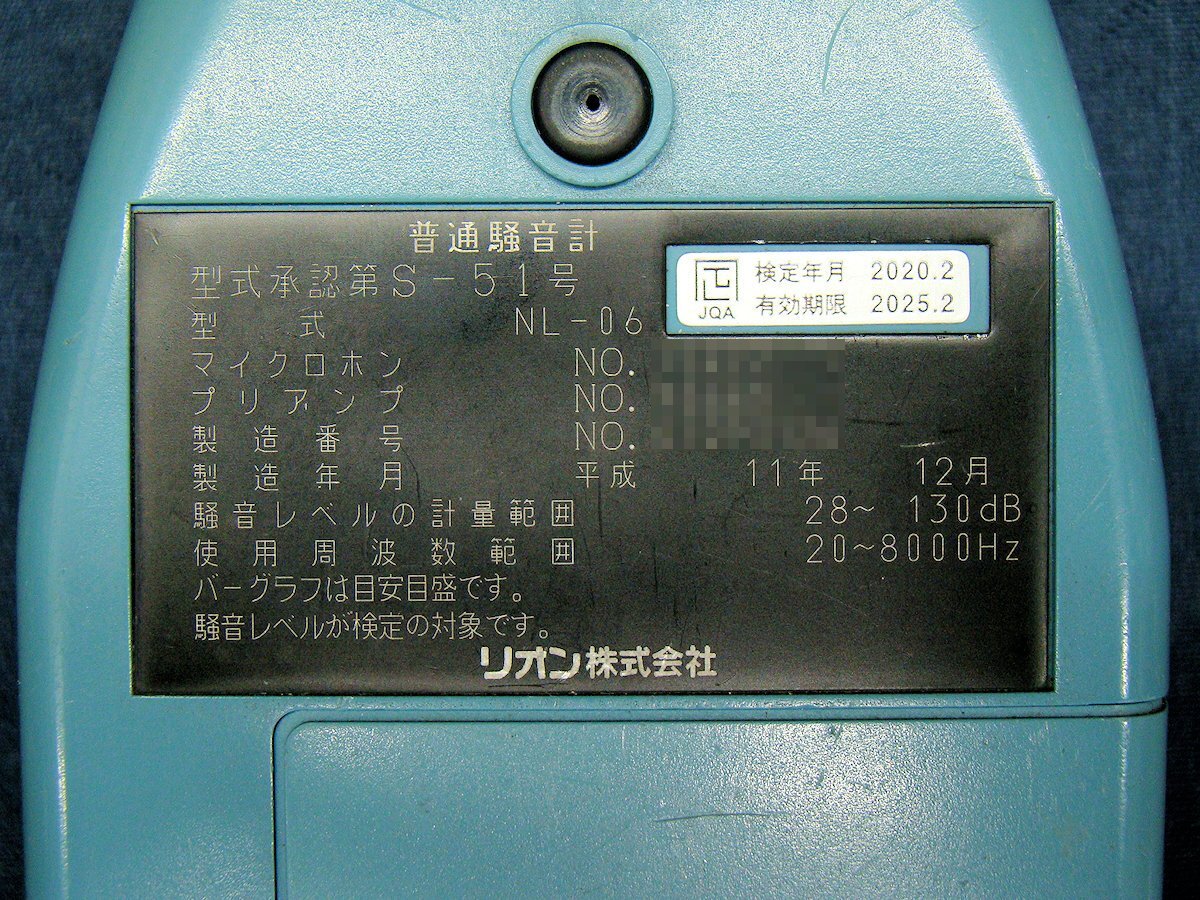 普通騒音計
型式承認第S-51号
検定年月 2020.2
有効期限 2025.2
JQA
型式 NL-06
マイクロホン NO.
プリアンプ NO.
製造番号 NO.
製造年月 平成 11年 12月
騒音レベルの計量範囲 28~ 130dB
使用周波数範囲 20~8000Hz
バーグラフは目安目盛です。
騒音レベルが検定の対象です。
リオン株式会社